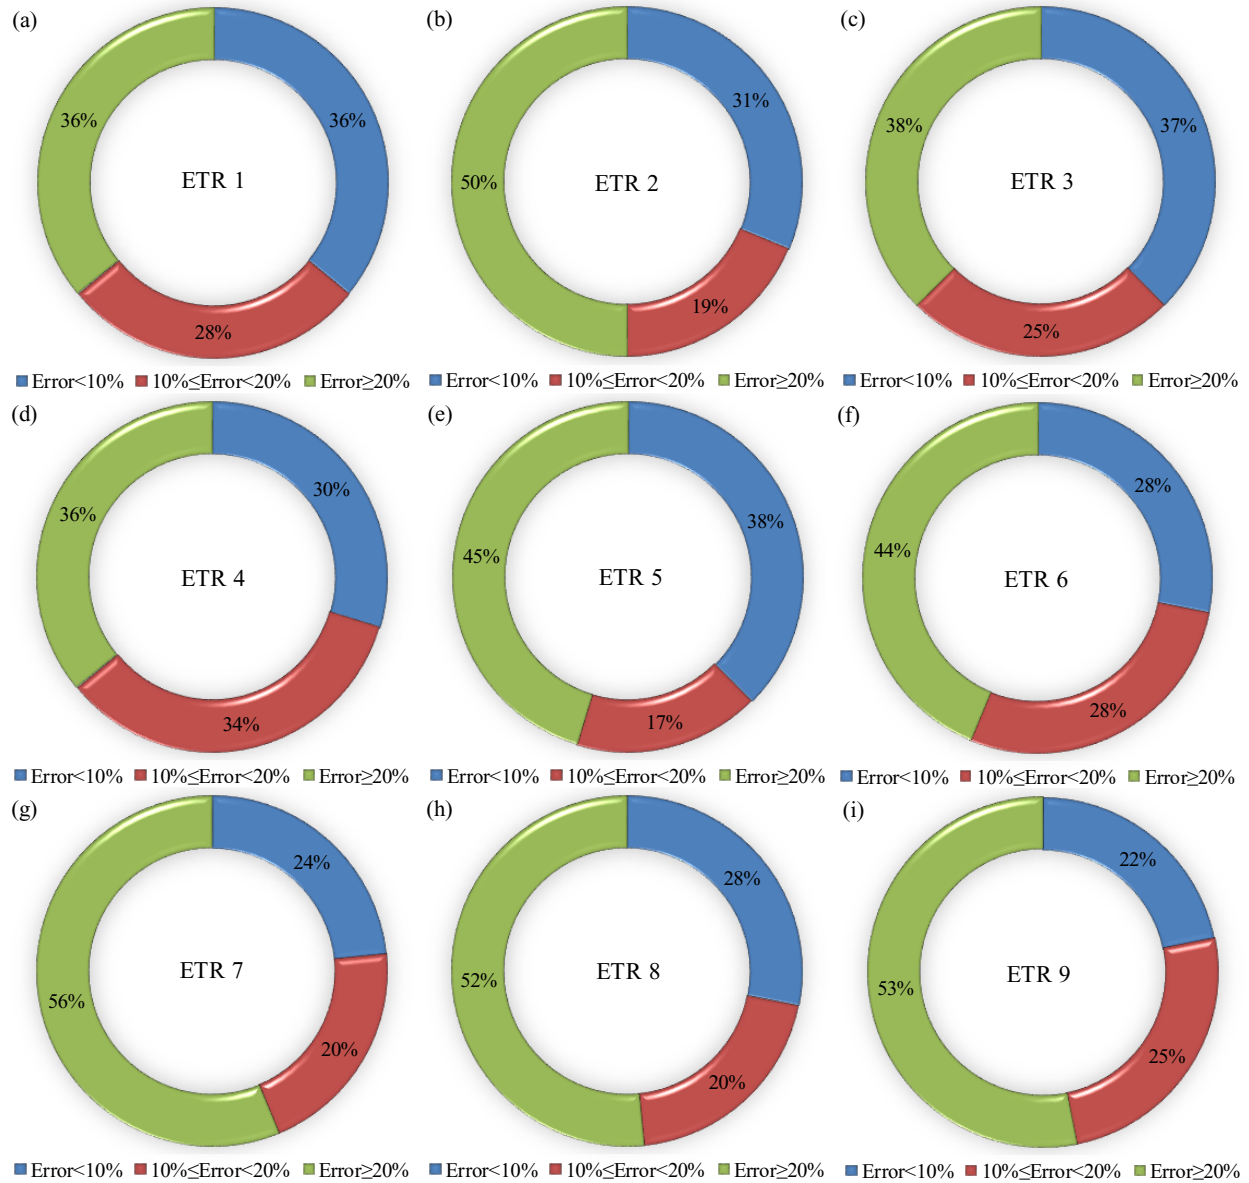 (a)
36%
36%
ETR 1
28%
Error<10% 10%≤Error<20% Error≥20%
(b)
31%
50%
ETR 2
19%
Error<10% 10%≤Error<20% Error≥20%
(c)
38%
37%
ETR 3
25%
Error<10% 10%≤Error<20% Error≥20%
(d)
30%
36%
ETR 4
34%
Error<10% 10%≤Error<20% Error≥20%
(e)
38%
45%
ETR 5
17%
Error<10% 10%≤Error<20% Error≥20%
(f)
28%
44%
ETR 6
28%
Error<10% 10%≤Error<20% Error≥20%
(g)
24%
ETR 7
56%
20%
Error<10% 10%≤Error<20% Error≥20%
(h)
28%
ETR 8
52%
20%
Error<10% 10%≤Error<20% Error≥20%
(i)
22%
ETR 9
53%
25%
Error<10% 10%≤Error<20% Error≥20%